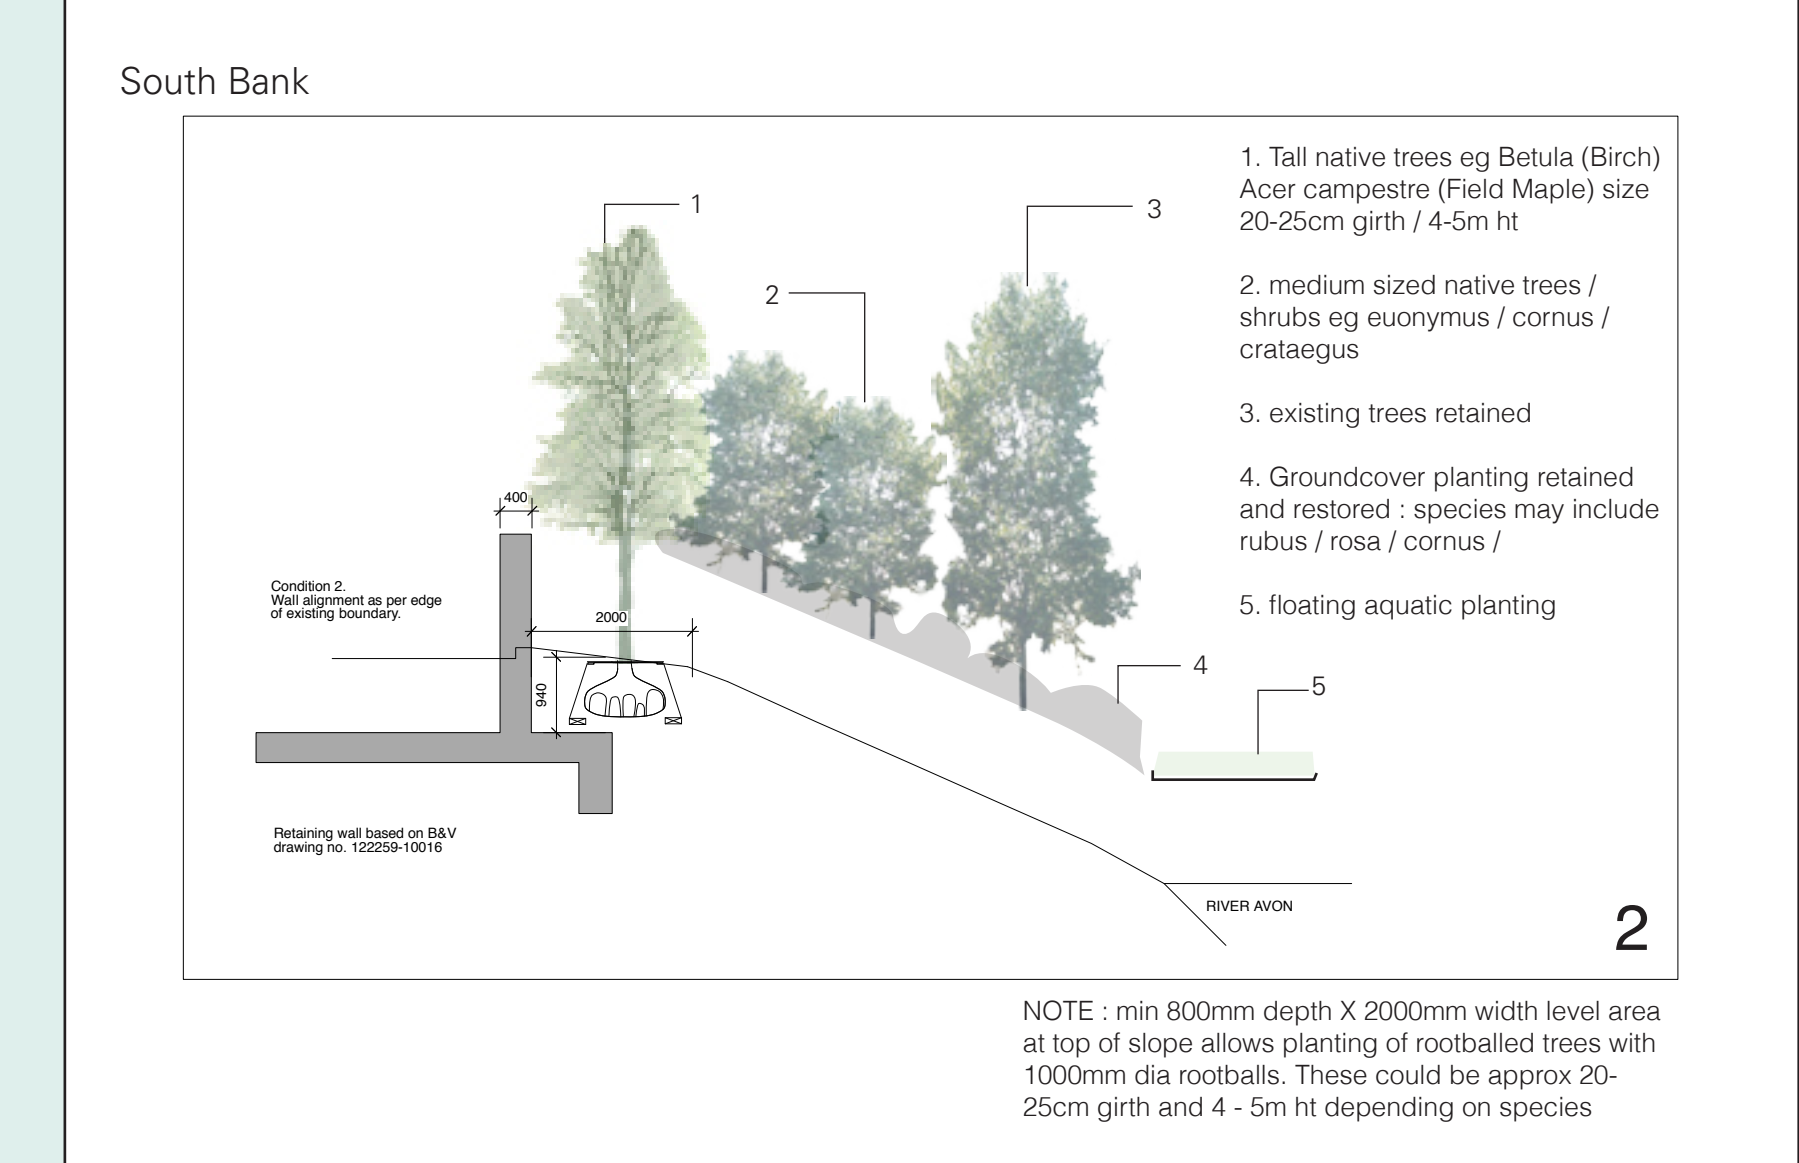 South Bank
1. Tall native trees eg Betula (Birch)
Acer campestre (Field Maple) size
20-25cm girth / 4-5m ht
2. medium sized native trees /
shrubs eg euonymus / cornus /
crataegus
3. existing trees retained
4. Groundcover planting retained
and restored : species may include
rubus / rosa / cornus /
5. floating aquatic planting
1
2
3
4
5
400
2000
940
Condition 2.
Wall alignment as per edge
of existing boundary.
Retaining wall based on B&V
drawing no. 122259-10016
RIVER AVON
2
NOTE : min 800mm depth X 2000mm width level area
at top of slope allows planting of rootballed trees with
1000mm dia rootballs. These could be approx 20-
25cm girth and 4 - 5m ht depending on species